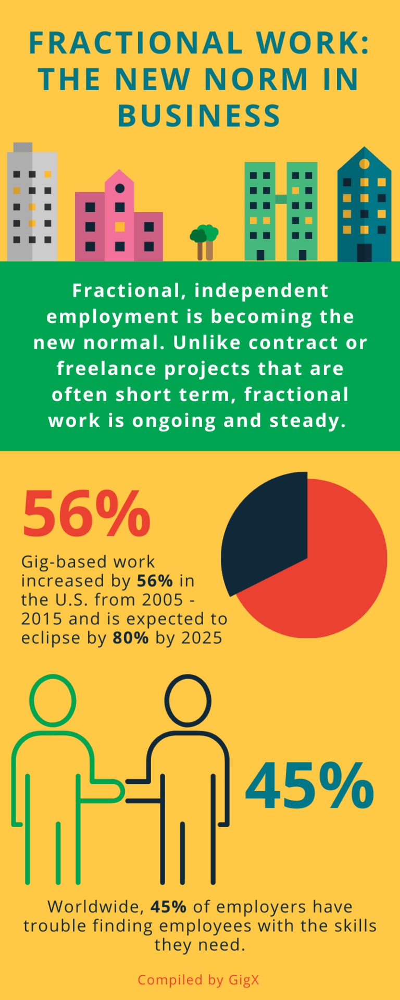 FRACTIONAL WORK:
THE NEW NORM IN
BUSINESS
Fractional, independent
employment is becoming the
new normal. Unlike contract or
freelance projects that are
often short term, fractional
work is ongoing and steady.
56%
Gig-based work
increased by 56% in
the U.S. from 2005 -
2015 and is expected to
eclipse by 80% by 2025
45%
Worldwide, 45% of employers have
trouble finding employees with the skills
they need.
Compiled by GigX